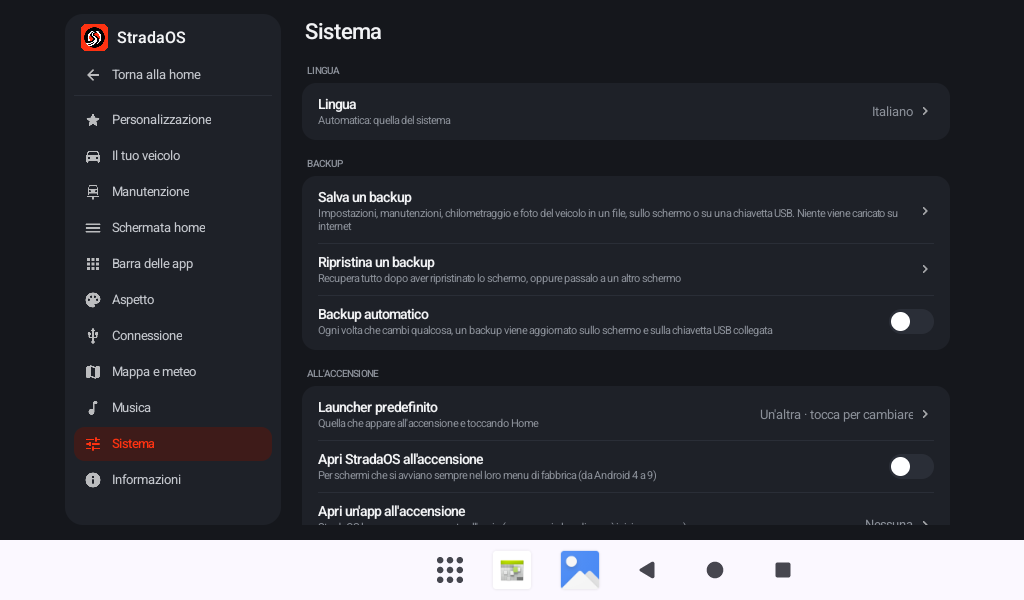 StradaOS
Torna alla home
Personalizzazione
Il tuo veicolo
Manutenzione
Schermata home
Barra delle app
Aspetto
Connessione
Mappa e meteo
Musica
Sistema
Informazioni
Sistema
LINGUA
Lingua
Automatica: quella del sistema
Italiano
BACKUP
Salva un backup
Impostazioni, manutenzioni, chilometraggio e foto del veicolo in un file, sullo schermo o su una chiavetta USB. Niente viene caricato su
internet
Ripristina un backup
Recupera tutto dopo aver ripristinato lo schermo, oppure passalo a un altro schermo
Backup automatico
Ogni volta che cambi qualcosa, un backup viene aggiornato sullo schermo e sulla chiavetta USB collegata
ALL'ACCENSIONE
Launcher predefinito
Quella che appare all'accensione e toccando Home
Un'altra · tocca per cambiare
Apri StradaOS all'accensione
Per schermi che si avviano sempre nel loro menu di fabbrica (da Android 4 a 9)
Apri un'app all'accensione
Nessuna